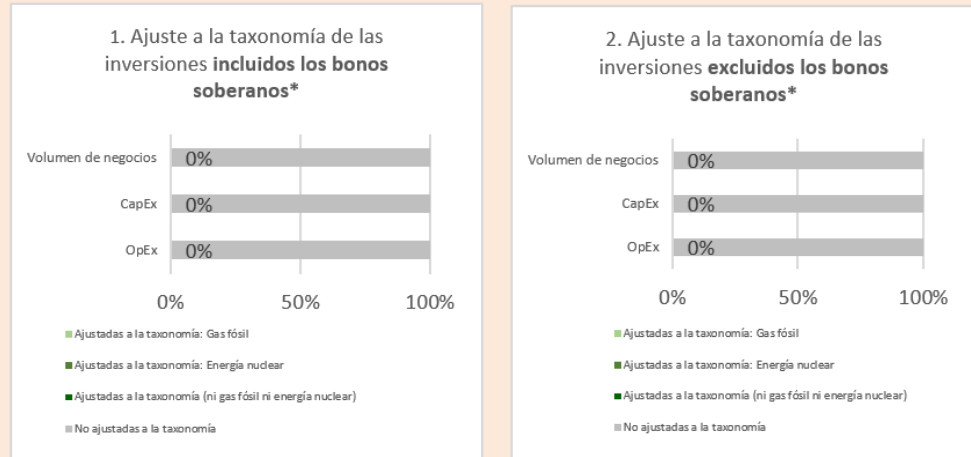 1. Ajuste a la taxonomía de las
inversiones incluidos los bonos
soberanos*
Volumen de negocios
0%
CapEx
0%
OpEx
0%
0%
50%
100%
Ajustadas a la taxonomía: Gas fósil
Ajustadas a la taxonomía: Energía nuclear
Ajustadas a la taxonomía (ni gas fósil ni energía nuclear)
No ajustadas a la taxonomía
2. Ajuste a la taxonomía de las
inversiones excluidos los bonos
soberanos*
Volumen de negocios
0%
CapEx
0%
OpEx
0%
0%
50%
100%
Ajustadas a la taxonomía: Gas fósil
Ajustadas a la taxonomía: Energía nuclear
Ajustadas a la taxonomía (ni gas fósil ni energía nuclear)
No ajustadas a la taxonomía